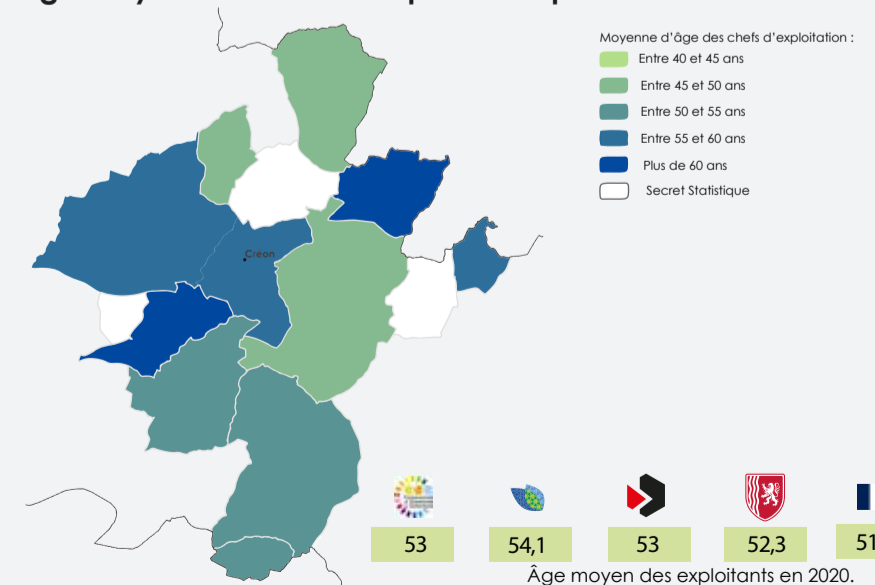 Moyenne d'âge des chefs d'exploitation :
Entre 40 et 45 ans
Entre 45 et 50 ans
Entre 50 et 55 ans
Entre 55 et 60 ans
Plus de 60 ans
Secret Statistique
Creon
53
54,1
53
52,3
51
Âge moyen des exploitants en 2020.